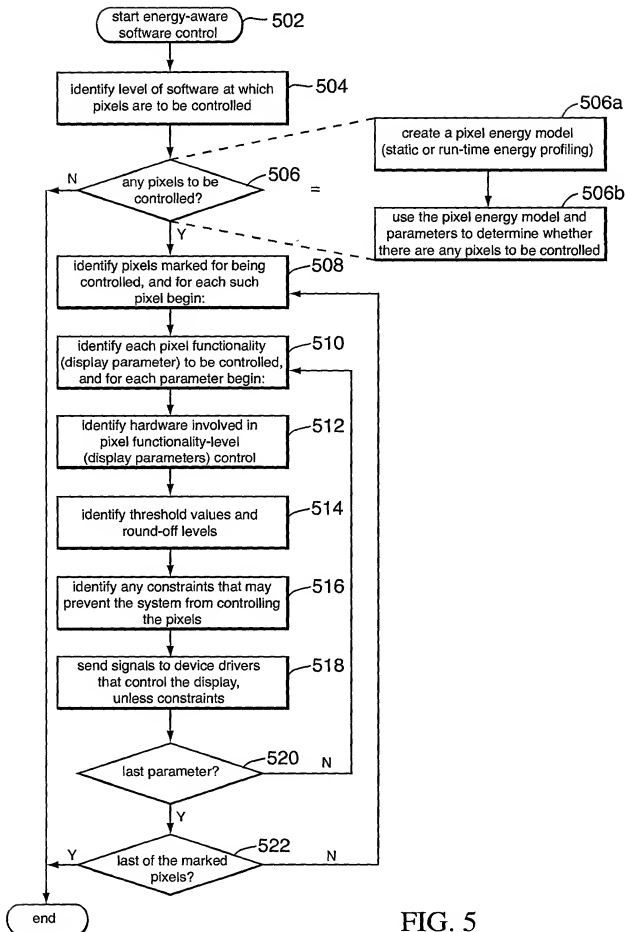 start energy-aware
software control
502
identify level of software at which
pixels are to be controlled
504
506a
create a pixel energy model
(static or run-time energy profiling)
N
any pixels to be
controlled?
506
=
506b
use the pixel energy model and
parameters to determine whether
there are any pixels to be controlled
Y
identify pixels marked for being
controlled, and for each such
pixel begin:
508
identify each pixel functionality
(display parameter) to be controlled,
and for each parameter begin:
510
identify hardware involved in
pixel functionality-level
(display parameters) control
512
identify threshold values and
round-off levels
514
identify any constraints that may
prevent the system from controlling
the pixels
516
send signals to device drivers
that control the display,
unless constraints
518
last parameter?
520
N
Y
last of the marked
pixels?
522
Y
N
end
FIG. 5